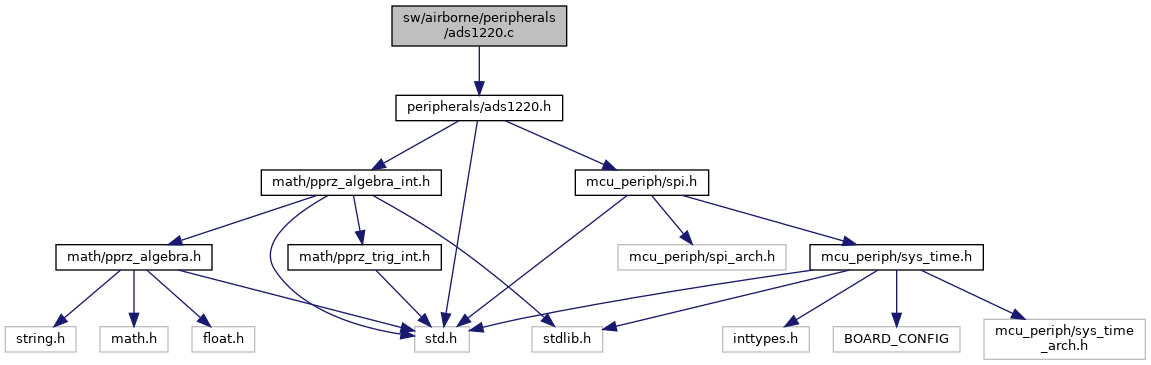 sw/airborne/peripherals
/ads1220.c
peripherals/ads1220.h
math/pprz_algebra_int.h
mcu_periph/spi.h
math/pprz_algebra.h
math/pprz_trig_int.h
mcu_periph/spi_arch.h
mcu_periph/sys_time.h
string.h
math.h
float.h
std.h
stdlib.h
inttypes.h
BOARD_CONFIG
mcu_periph/sys_time
_arch.h